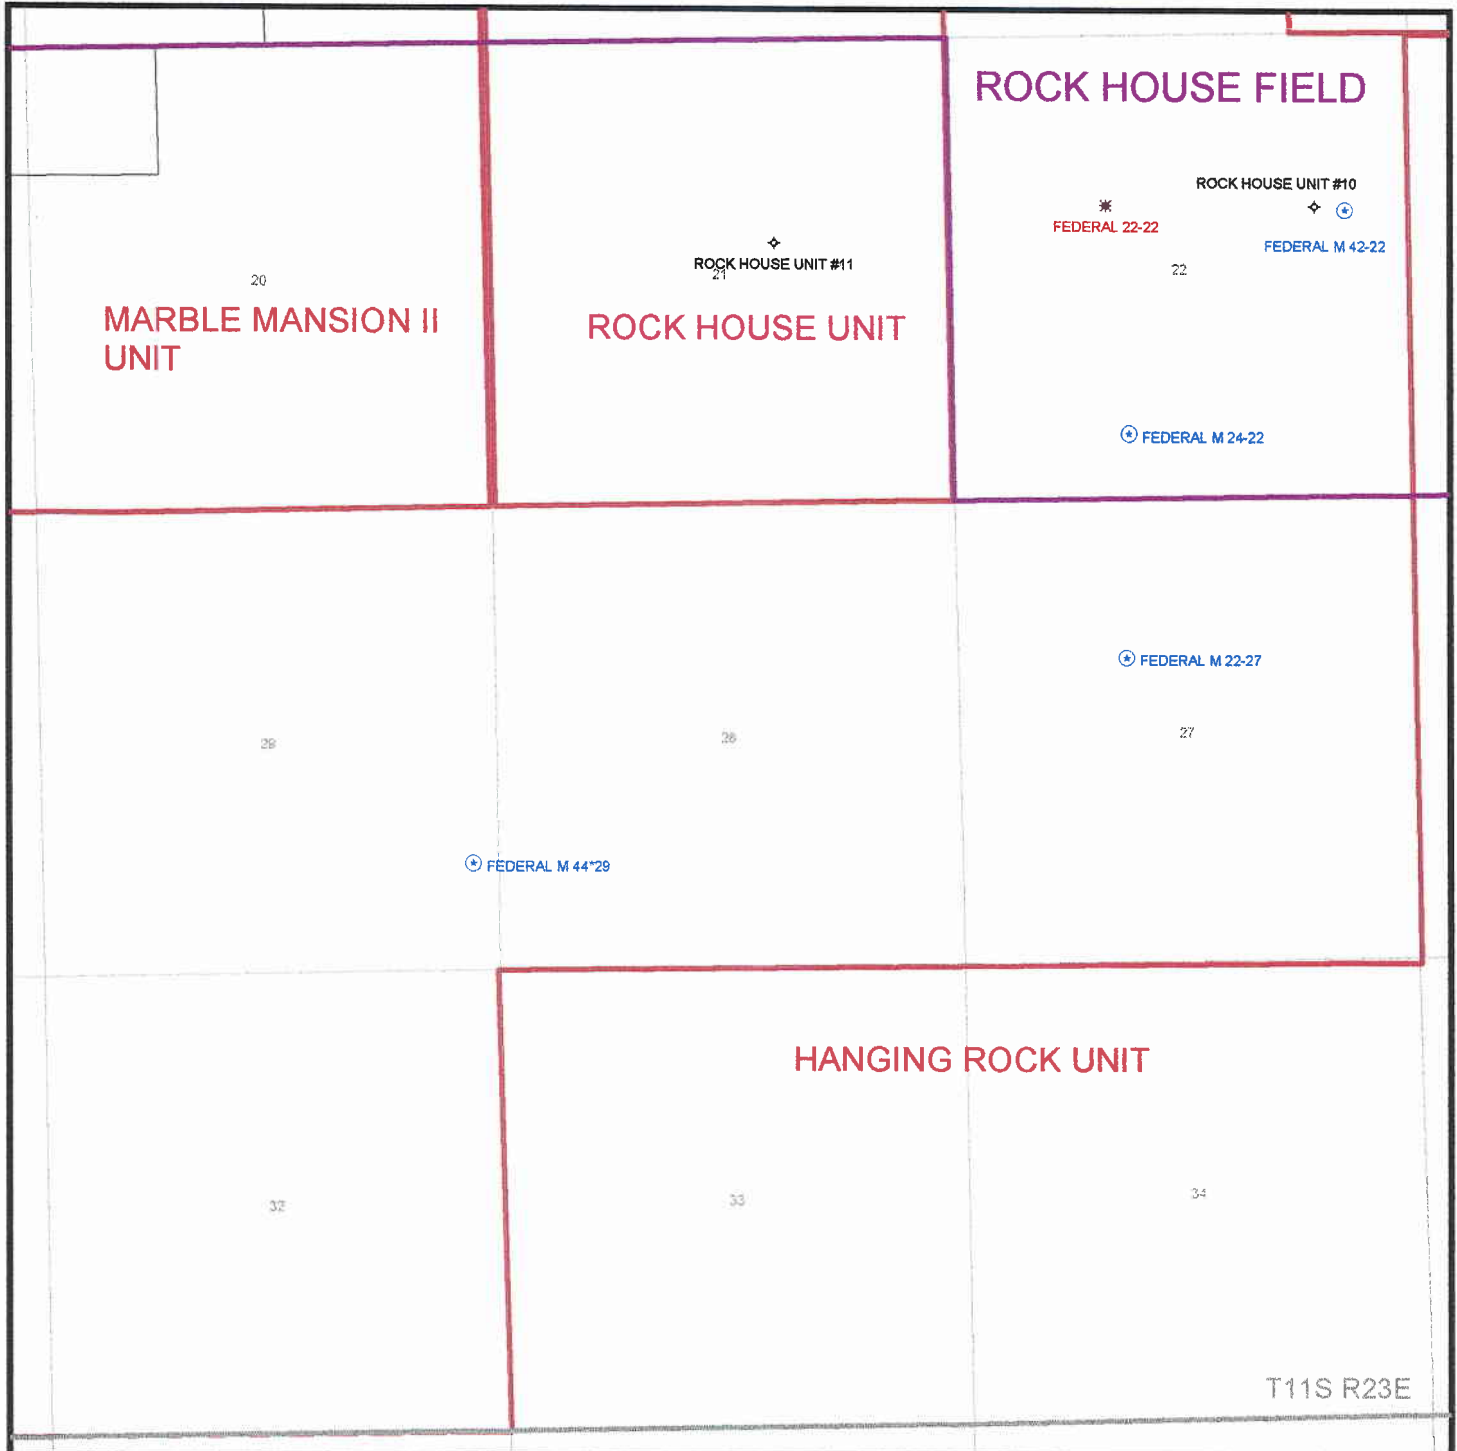 ROCK HOUSE FIELD
ROCK HOUSE UNIT #10
FEDERAL 22-22
FEDERAL M 42-22
ROCK HOUSE UNIT #11
21
22
20
MARBLE MANSION II
UNIT
ROCK HOUSE UNIT
FEDERAL M 24-22
FEDERAL M 22-27
29
28
27
FEDERAL M 44*29
HANGING ROCK UNIT
32
33
34
T11S R23E